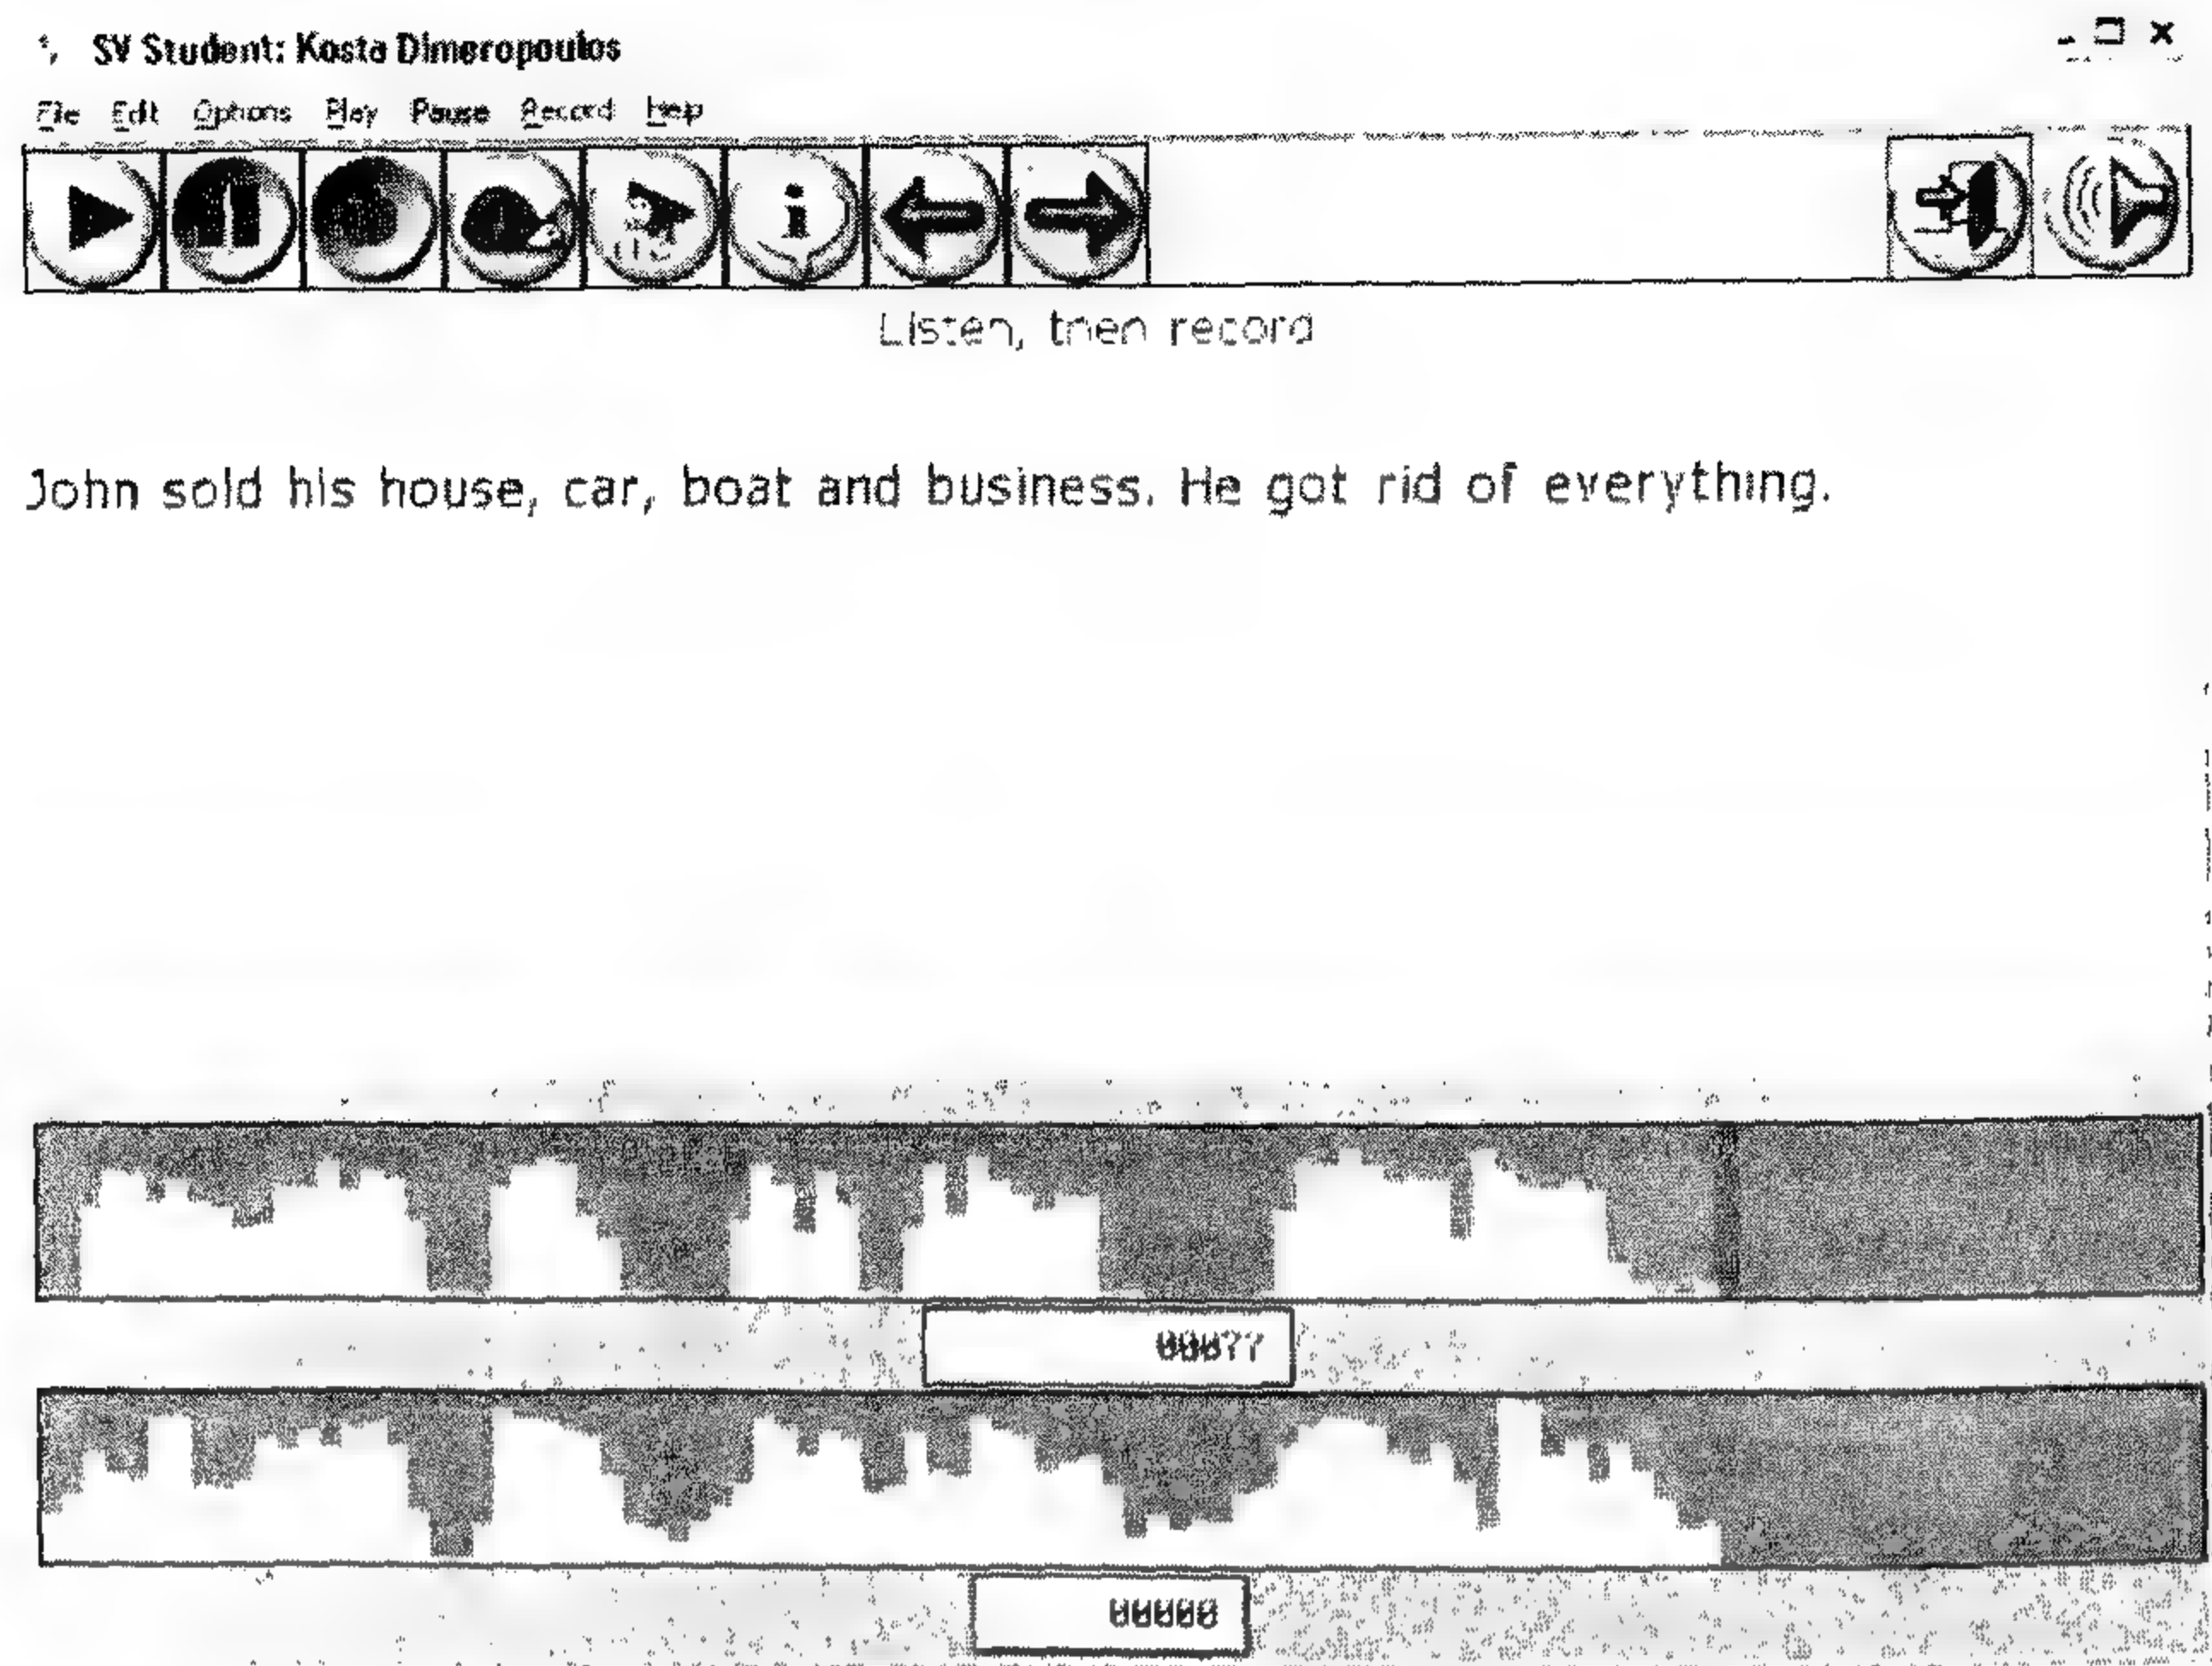 SV Student: Kosta Dimeropoulos
File Edit Options Play Pause Record Help
Listen, then record
John sold his house, car, boat and business. He got rid of everything.
00077
00000